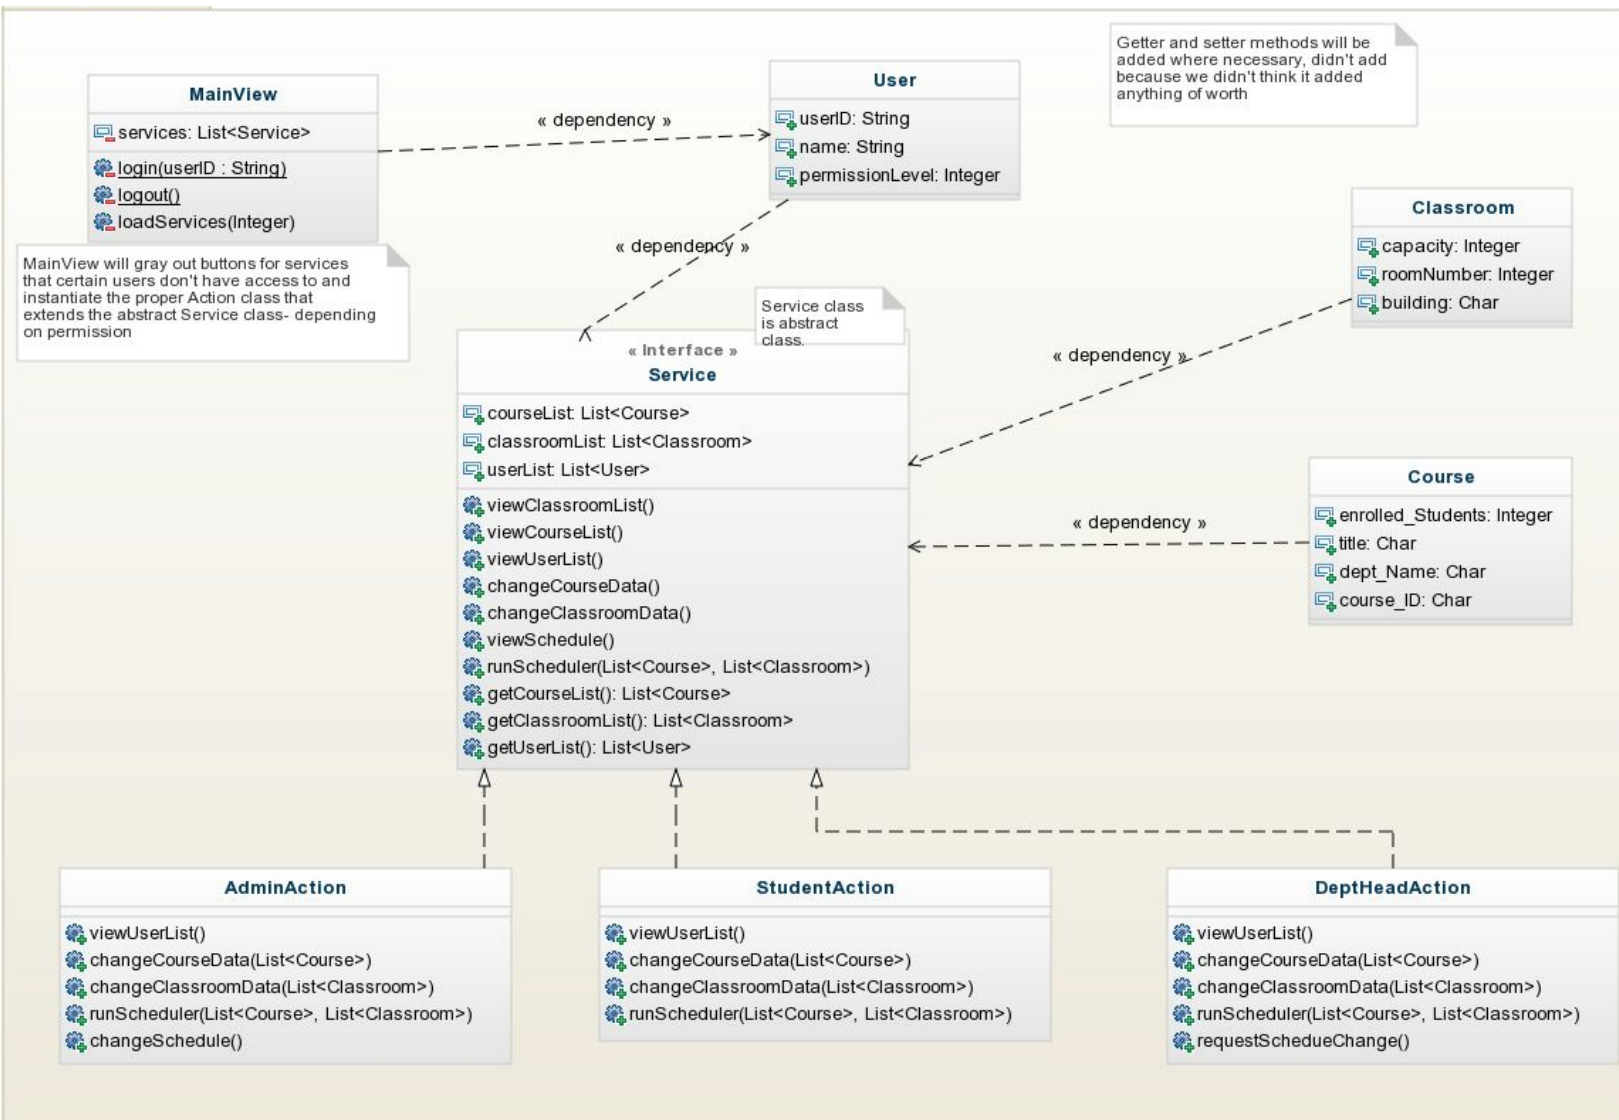 MainView
services: List<Service>
login(userID : String)
logout()
loadServices(Integer)
MainView will gray out buttons for services
that certain users don't have access to and
instantiate the proper Action class that
extends the abstract Service class- depending
on permission
« dependency »
User
userID: String
name: String
permissionLevel: Integer
Getter and setter methods will be
added where necessary, didn't add
because we didn't think it added
anything of worth
« dependency »
Service class
is abstract
class.
« Interface »
Service
courseList: List<Course>
classroomList: List<Classroom>
userList: List<User>
viewClassroomList()
viewCourseList()
viewUserList()
changeCourseData()
changeClassroomData()
viewSchedule()
runScheduler(List<Course>, List<Classroom>)
getCourseList(): List<Course>
getClassroomList(): List<Classroom>
getUserList(): List<User>
Classroom
capacity: Integer
roomNumber: Integer
building: Char
« dependency »
Course
enrolled_Students: Integer
title: Char
dept_Name: Char
course_ID: Char
« dependency »
AdminAction
viewUserList()
changeCourseData(List<Course>)
changeClassroomData(List<Classroom>)
runScheduler(List<Course>, List<Classroom>)
changeSchedule()
StudentAction
viewUserList()
changeCourseData(List<Course>)
changeClassroomData(List<Classroom>)
runScheduler(List<Course>, List<Classroom>)
DeptHeadAction
viewUserList()
changeCourseData(List<Course>)
changeClassroomData(List<Classroom>)
runScheduler(List<Course>, List<Classroom>)
requestSchedueChange()